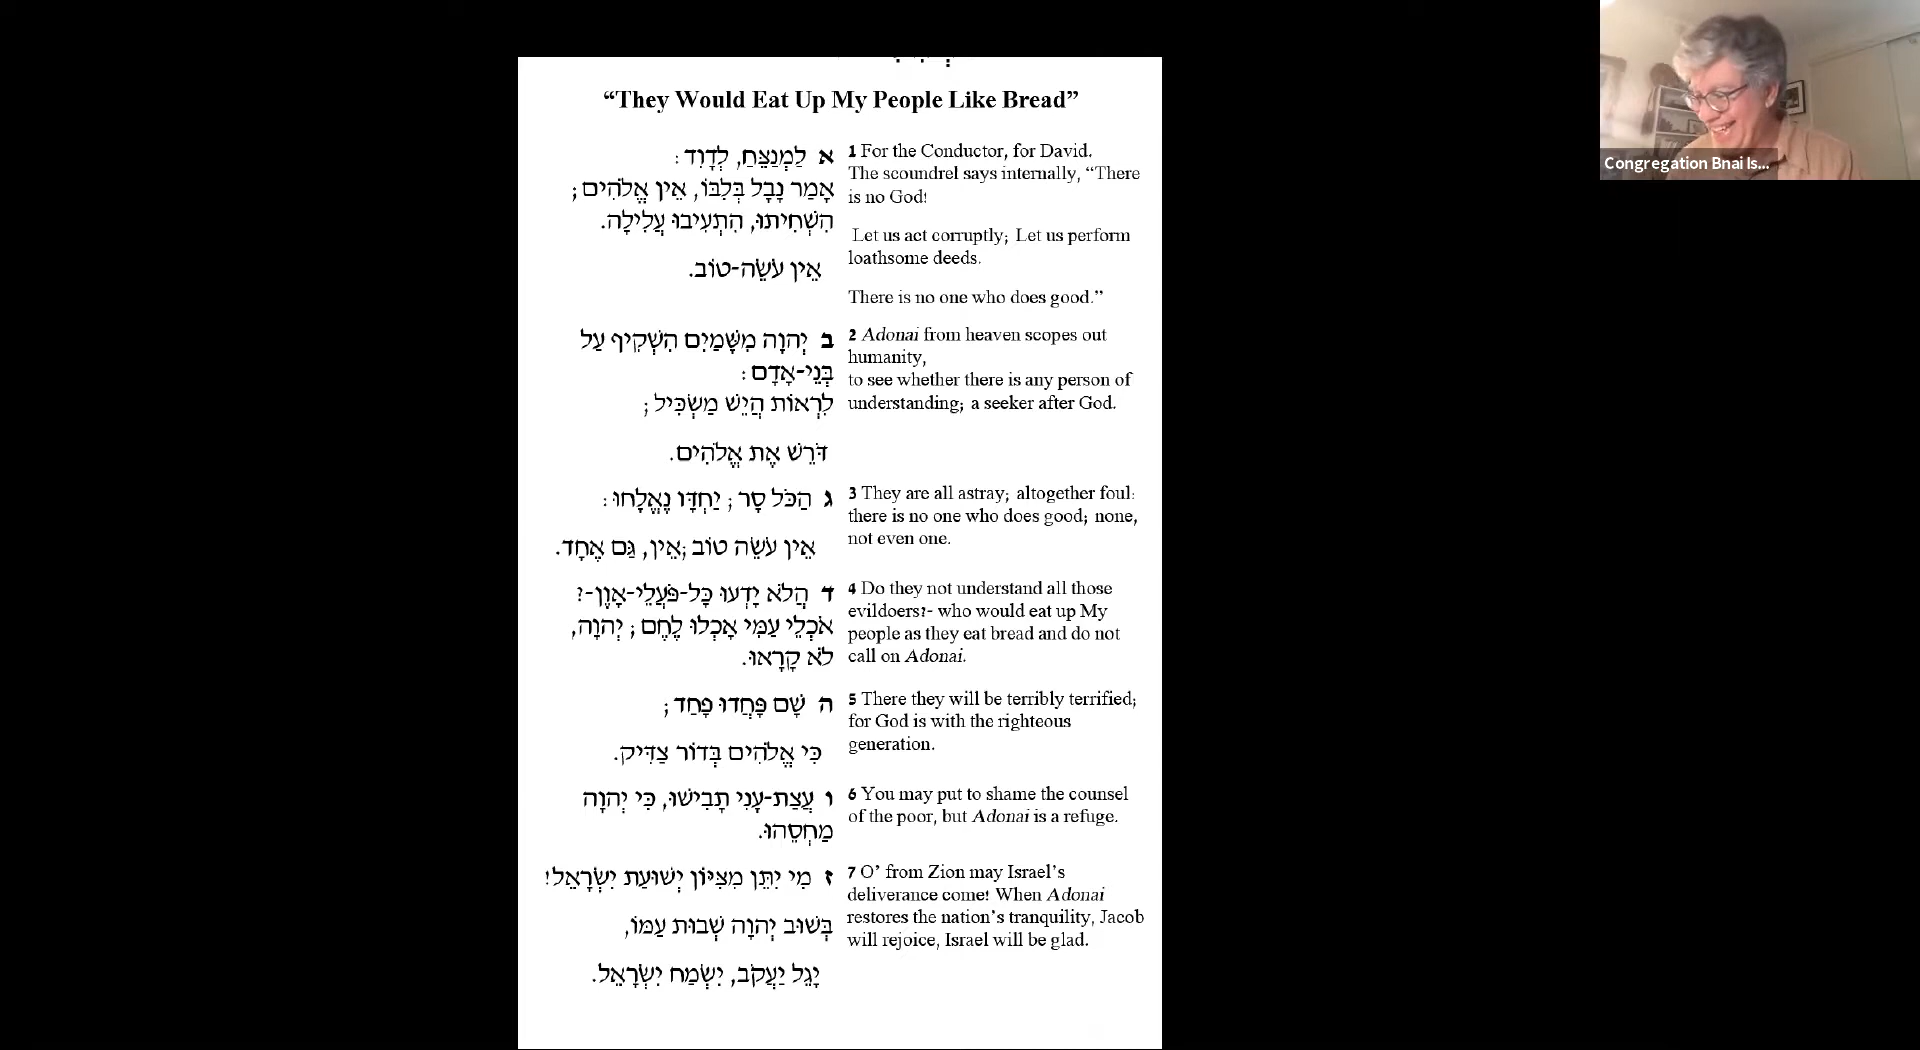 “They Would Eat Up My People Like Bread”
א לַמְנַצֵּחַ, לְדָוִד:
אָמַר נָבָל בְּלִבּוֹ, אֵין אֱלֹהִים;
הִשְׁחִיתוּ, הִתְעִיבוּ עֲלִילָה.
אֵין עֹשֵׂה-טוֹב.
1 For the Conductor, for David.
The scoundrel says internally, “There
is no God!
Let us act corruptly; Let us perform
loathsome deeds.
There is no one who does good.”
ב יְהוָה מִשָּׁמַיִם הִשְׁקִיף עַל
בְּנֵי-אָדָם:
לִרְאוֹת הֲיֵשׁ מַשְׂכִּיל;
דֹּרֵשׁ אֶת אֱלֹהִים.
2 Adonai from heaven scopes out
humanity,
to see whether there is any person of
understanding; a seeker after God.
ג הַכֹּל סָר; יַחְדָּו נֶאֱלָחוּ:
אֵין עֹשֵׂה טוֹב;אֵין, גַּם אֶחָד.
3 They are all astray; altogether foul:
there is no one who does good; none,
not even one.
ד הֲלֹא יָדְעוּ כָּל-פֹּעֲלֵי-אָוֶן-?
אֹכְלֵי עַמִּי אָכְלוּ לֶחֶם; יְהוָה,
לֹא קָרָאוּ.
4 Do they not understand all those
evildoers?- who would eat up My
people as they eat bread and do not
call on Adonai.
ה שָׁם פָּחֲדוּ פָחַד;
כִּי אֱלֹהִים בְּדוֹר צַדִּיק.
5 There they will be terribly terrified;
for God is with the righteous
generation.
ו עֲצַת-עָנִי תָבִישׁוּ, כִּי יְהוָה
מַחְסֵהוּ.
6 You may put to shame the counsel
of the poor, but Adonai is a refuge.
ז מִי יִתֵּן מִצִּיּוֹן יְשׁוּעַת יִשְׂרָאֵל!
בְּשׁוּב יְהוָה שְׁבוּת עַמּוֹ,
יָגֵל יַעֲקֹב, יִשְׂמַח יִשְׂרָאֵל.
7 O’ from Zion may Israel’s
deliverance come! When Adonai
restores the nation’s tranquility, Jacob
will rejoice, Israel will be glad.
Congregation Bnai Is...